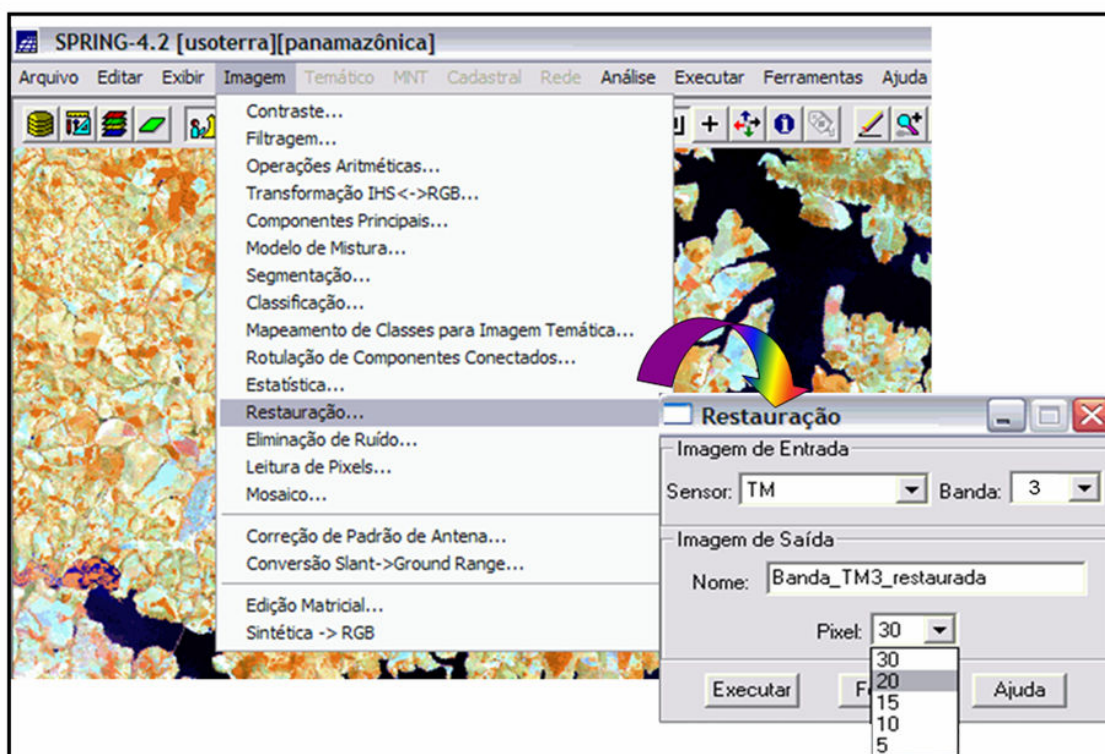 SPRING-4.2 [usoterra][panamazônica]
Arquivo Editar Exibir Imagem Temático MNT Cadastral Rede Análise Executar Ferramentas Ajuda
Contraste...
Filtragem...
Operações Aritméticas...
Transformação IHS<->RGB...
Componentes Principais...
Modelo de Mistura...
Segmentação...
Classificação...
Mapeamento de Classes para Imagem Temática...
Rotulação de Componentes Conectados...
Estatística...
Restauração...
Eliminação de Ruído...
Leitura de Pixels...
Mosaico...
Correção de Padrão de Antena...
Conversão Slant->Ground Range...
Edição Matricial...
Sintética -> RGB
Restauração
Imagem de Entrada
Sensor: TM Banda: 3
Imagem de Saída
Nome: Banda_TM3_restaurada
Pixel: 30
30
20
15
10
5
Executar Ajuda